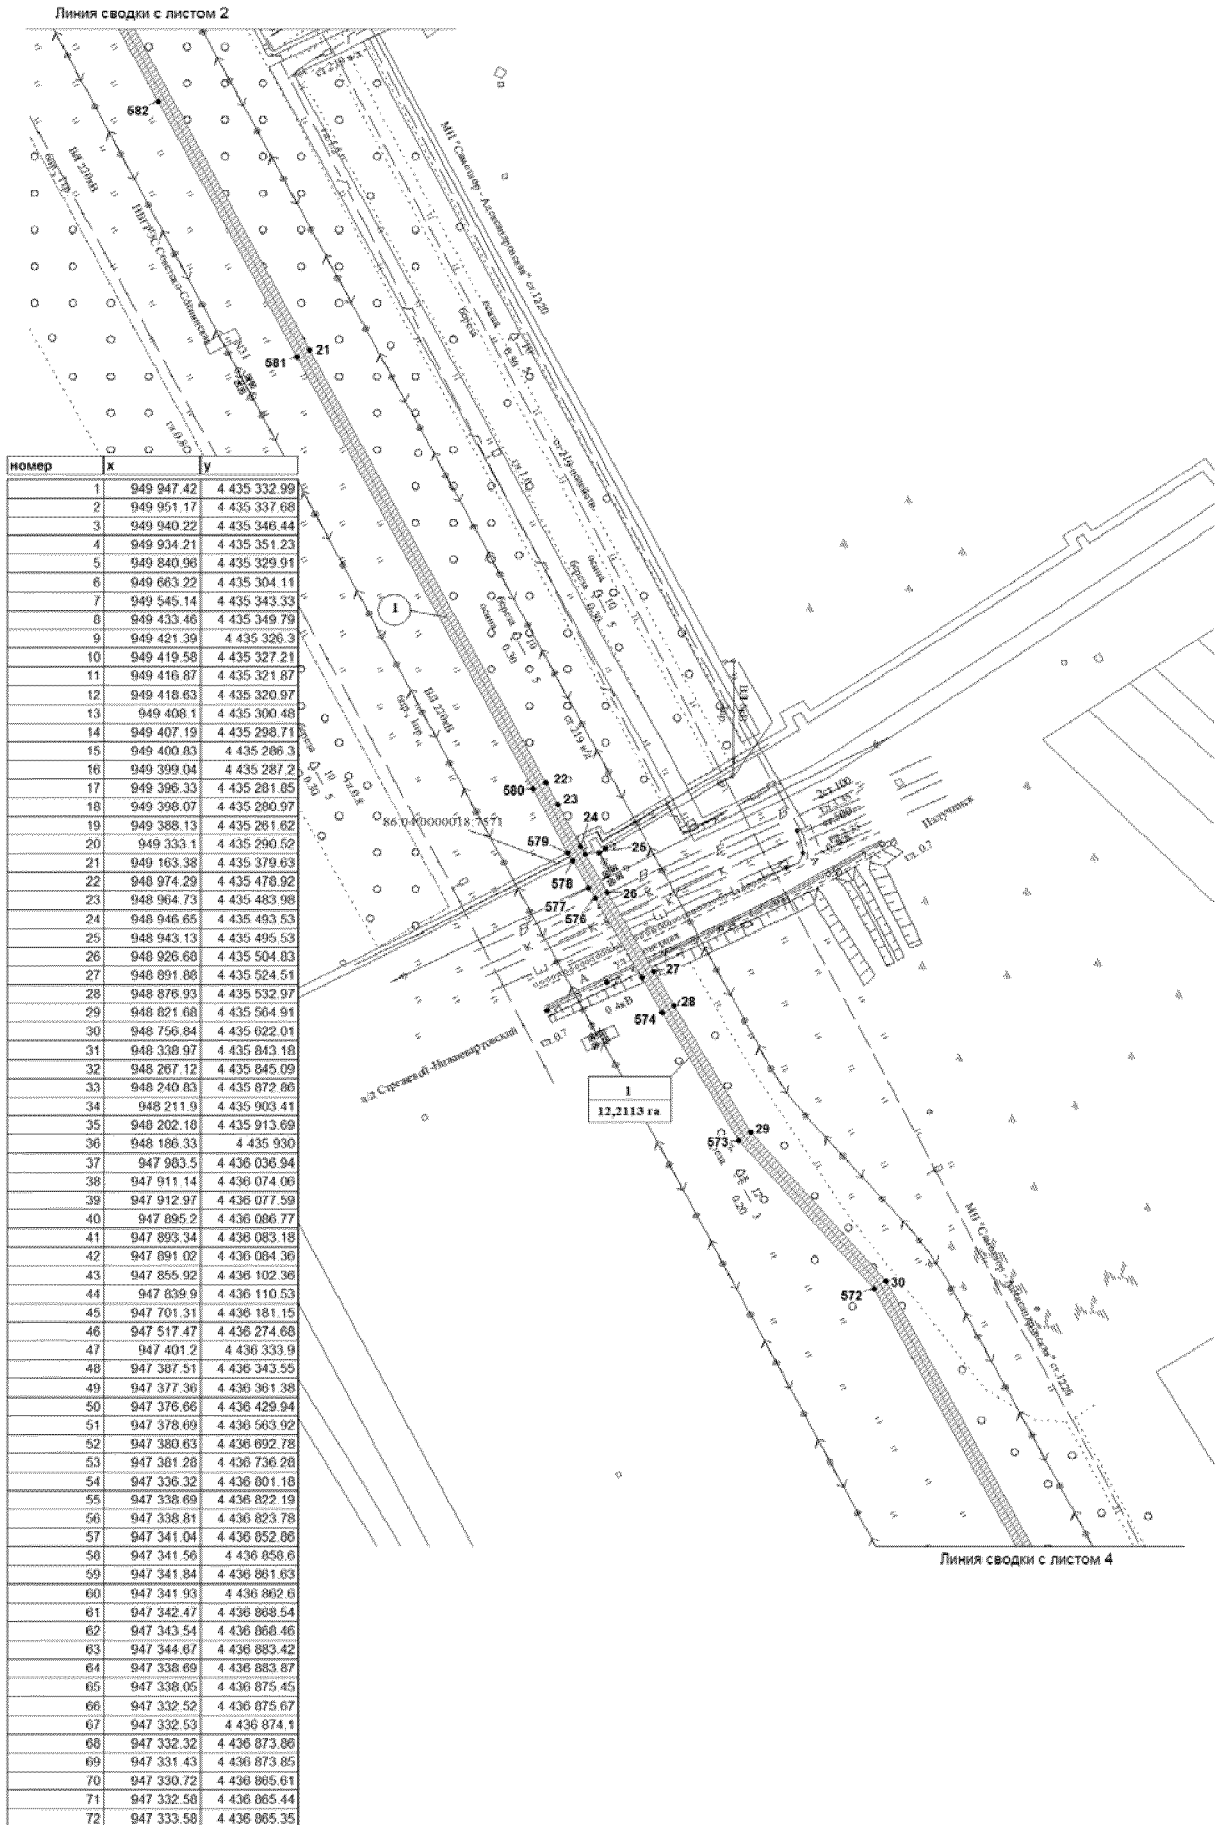 Линия сводки с листом 2
582
ВЛ 220кВ
МН "Самотлор - Александровская" ст.1220
581
21
гл.0.8
номер x y
1 949 947.42 4 435 332.99
2 949 951.17 4 435 337.68
3 949 940.22 4 435 346.44
4 949 934.21 4 435 351.23
5 949 840.96 4 435 329.91
6 949 663.22 4 435 304.11
7 949 545.14 4 435 343.33
8 949 433.46 4 435 349.79
9 949 421.39 4 435 326.3
10 949 419.58 4 435 327.21
11 949 416.87 4 435 321.87
12 949 418.63 4 435 320.97
13 949 408.1 4 435 300.48
14 949 407.19 4 435 298.71
15 949 400.83 4 435 286.3
16 949 399.04 4 435 287.2
17 949 396.33 4 435 281.85
18 949 398.07 4 435 280.97
19 949 388.13 4 435 261.62
20 949 333.1 4 435 290.52
21 949 163.38 4 435 379.63
22 948 974.29 4 435 478.92
23 948 964.73 4 435 483.98
24 948 946.65 4 435 493.53
25 948 943.13 4 435 495.53
26 948 926.68 4 435 504.83
27 948 891.88 4 435 524.51
28 948 876.93 4 435 532.97
29 948 821.68 4 435 564.91
30 948 756.84 4 435 622.01
31 948 338.97 4 435 843.18
32 948 267.12 4 435 845.09
33 948 240.83 4 435 872.86
34 948 211.9 4 435 903.41
35 948 202.18 4 435 913.69
36 948 186.33 4 435 930
37 947 983.5 4 436 036.94
38 947 911.14 4 436 074.06
39 947 912.97 4 436 077.59
40 947 895.2 4 436 086.77
41 947 893.34 4 436 083.18
42 947 891.02 4 436 084.36
43 947 855.92 4 436 102.36
44 947 839.9 4 436 110.53
45 947 701.31 4 436 181.15
46 947 517.47 4 436 274.68
47 947 401.2 4 436 333.9
48 947 387.51 4 436 343.55
49 947 377.36 4 436 361.38
50 947 376.66 4 436 429.94
51 947 378.69 4 436 563.92
52 947 380.63 4 436 692.78
53 947 381.28 4 436 736.28
54 947 336.32 4 436 801.18
55 947 338.69 4 436 822.19
56 947 338.81 4 436 823.78
57 947 341.04 4 436 852.86
58 947 341.56 4 436 858.6
59 947 341.84 4 436 861.63
60 947 341.93 4 436 862.6
61 947 342.47 4 436 868.54
62 947 343.54 4 436 868.46
63 947 344.67 4 436 883.42
64 947 338.69 4 436 883.87
65 947 338.05 4 436 875.45
66 947 332.52 4 436 875.67
67 947 332.53 4 436 874.1
68 947 332.32 4 436 873.86
69 947 331.43 4 436 873.85
70 947 330.72 4 436 865.61
71 947 332.58 4 436 865.44
72 947 333.58 4 436 865.35
1
ВЛ 220кВ
ст.219 н/д
580
22
23
579
24
25
578
577
26
576
27
28
574
0.4кВ
гл.0.7
гл. 0.7
а/д Стрежевой-Нижневартовский
1
12,2113 га
573
29
572
30
Линия сводки с листом 4